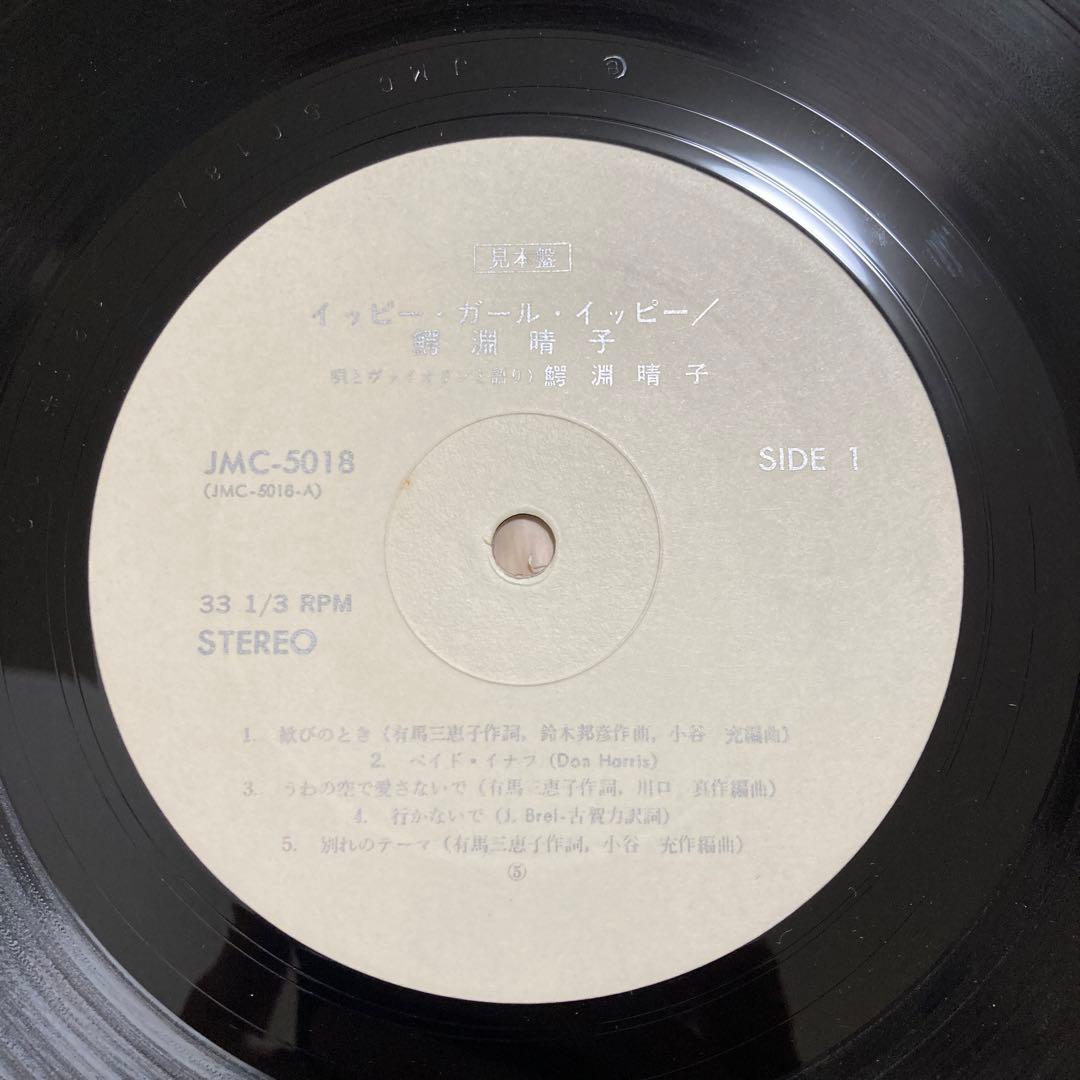 JMC 5018 1
見本盤
イッピー・ガール・イッピー／
鰐淵晴子
唄とヴァイオリンと語り）鰐淵晴子
JMC-5018
(JMC-5018-A)
SIDE 1
33 1/3 RPM
STEREO
1. 歓びのとき（有馬三恵子作詞，鈴木邦彦作曲，小谷 充編曲）
2. ペイド・イナフ（Don Harris）
3. うわの空で愛さないで（有馬三恵子作詞，川口 真作編曲）
4. 行かないで（J. Brel-古賀力訳詞）
5. 別れのテーマ（有馬三恵子作詞，小谷 充作編曲）
⑤